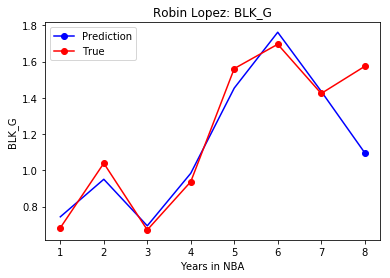 Robin Lopez: BLK_G
Prediction
True
1.8
1.6
1.4
1.2
1.0
0.8
BLK_G
1 2 3 4 5 6 7 8
Years in NBA